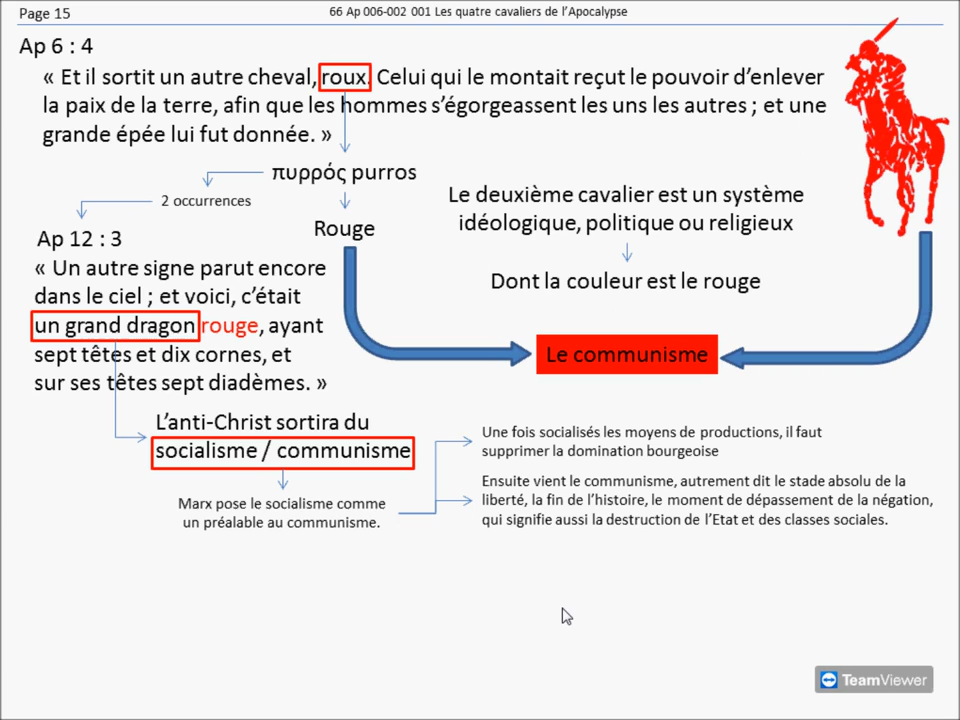 Page 15
66 Ap 006-002 001 Les quatre cavaliers de l’Apocalypse
Ap 6 : 4
« Et il sortit un autre cheval, roux. Celui qui le montait reçut le pouvoir d’enlever
la paix de la terre, afin que les hommes s’égorgeassent les uns les autres ; et une
grande épée lui fut donnée. »
πυρρός purros
2 occurrences
Rouge
Le deuxième cavalier est un système
idéologique, politique ou religieux
Dont la couleur est le rouge
Le communisme
Ap 12 : 3
« Un autre signe parut encore
dans le ciel ; et voici, c’était
un grand dragon rouge, ayant
sept têtes et dix cornes, et
sur ses têtes sept diadèmes. »
L’anti-Christ sortira du
socialisme / communisme
Marx pose le socialisme comme
un préalable au communisme.
Une fois socialisés les moyens de productions, il faut
supprimer la domination bourgeoise
Ensuite vient le communisme, autrement dit le stade absolu de la
liberté, la fin de l’histoire, le moment de dépassement de la négation,
qui signifie aussi la destruction de l’Etat et des classes sociales.
TeamViewer